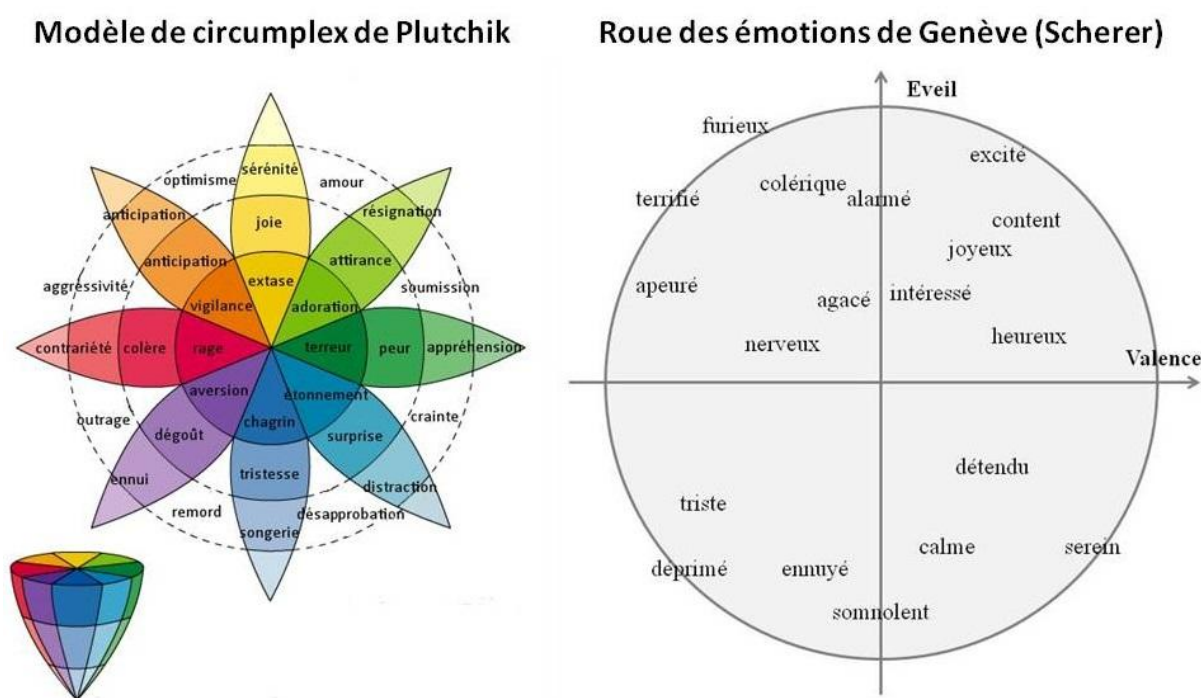 Modèle de circumplex de Plutchik
sérénité
optimisme
amour
anticipation
résignation
joie
anticipation
attirance
aggréssivité
soumission
extase
vigilance
adoration
contrariété
colère
rage
terreur
peur
appréhension
aversion
étonnement
outrage
crainte
chagrin
dégoût
surprise
ennui
tristesse
distraction
remord
désapprobation
songerie
Roue des émotions de Genève (Scherer)
Eveil
furieux
excité
colérique
terrifié
alarmé
content
joyeux
apeuré
agacé
intéressé
nerveux
heureux
Valence
détendu
triste
calme
serein
deprimé
ennuyé
somnolent